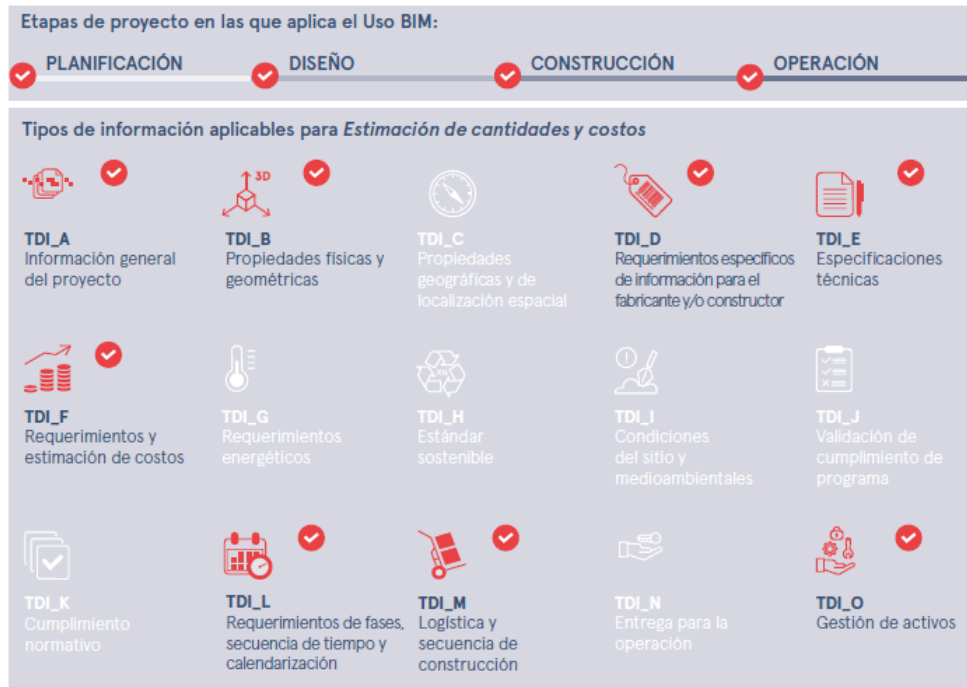 Etapas de proyecto en las que aplica el Uso BIM:
PLANIFICACIÓN
DISEÑO
CONSTRUCCIÓN
OPERACIÓN
Tipos de información aplicables para Estimación de cantidades y costos
TDI_A
Información general
del proyecto
3D
TDI_B
Propiedades físicas y
geométricas
TDI_C
Propiedades
geográficas y de
localización espacial
TDI_D
Requerimientos específicos
de información para el
fabricante y/o constructor
TDI_E
Especificaciones
técnicas
TDI_F
Requerimientos y
estimación de costos
TDI_G
Requerimientos
energéticos
TDI_H
Estándar
sostenible
TDI_I
Condiciones
del sitio y
medioambientales
TDI_J
Validación de
cumplimiento de
programa
TDI_K
Cumplimiento
normativo
TDI_L
Requerimientos de fases,
secuencia de tiempo y
calendarización
TDI_M
Logística y
secuencia de
construcción
TDI_N
Entrega para la
operación
TDI_O
Gestión de activos